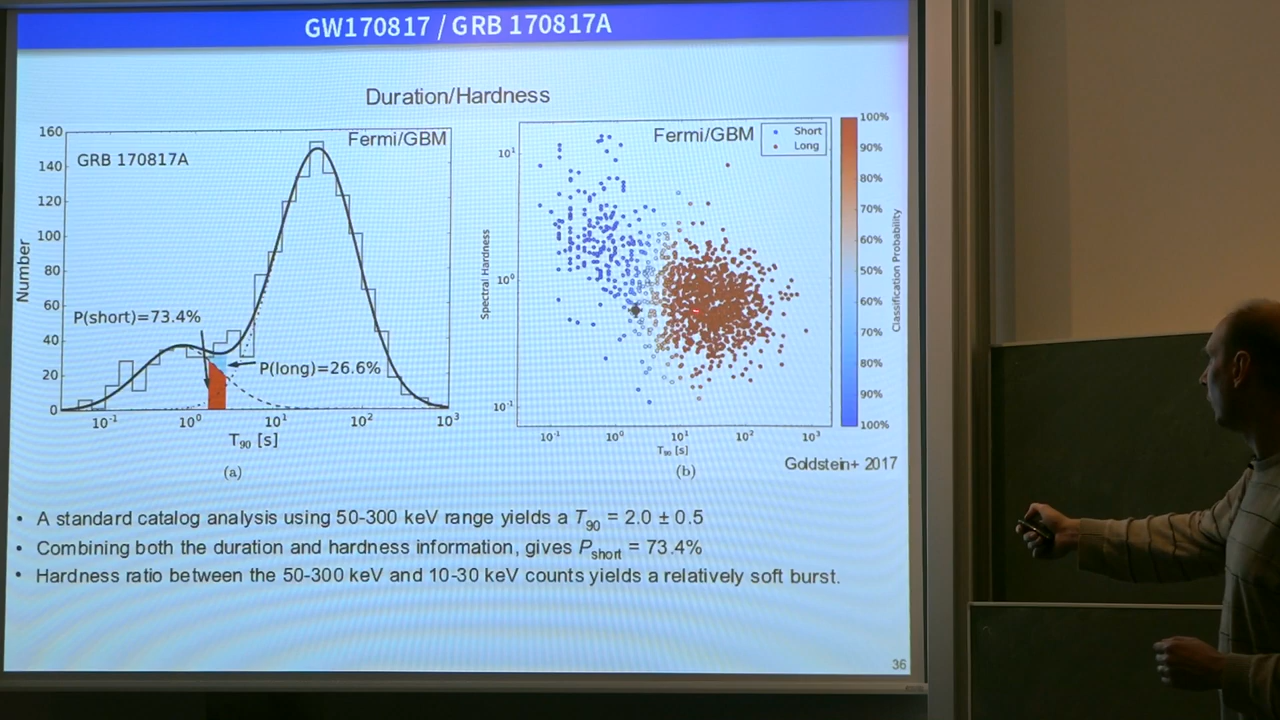 GW170817 / GRB 170817A
Duration/Hardness
Fermi/GBM
GRB 170817A
160
140
120
100
80
60
40
20
0
Number
P(short)=73.4%
P(long)=26.6%
10⁻¹
10⁰
10¹
10²
10³
T₉₀ [s]
(a)
Fermi/GBM
Short
Long
10¹
10⁰
10⁻¹
Spectral Hardness
10⁻¹
10⁰
10¹
10²
10³
T₉₀ [s]
(b)
100%
90%
80%
70%
60%
50%
60%
70%
80%
90%
100%
Classification Probability
Goldstein+ 2017
• A standard catalog analysis using 50-300 keV range yields a T₉₀ = 2.0 ± 0.5
• Combining both the duration and hardness information, gives Pshort = 73.4%
• Hardness ratio between the 50-300 keV and 10-30 keV counts yields a relatively soft burst.
36